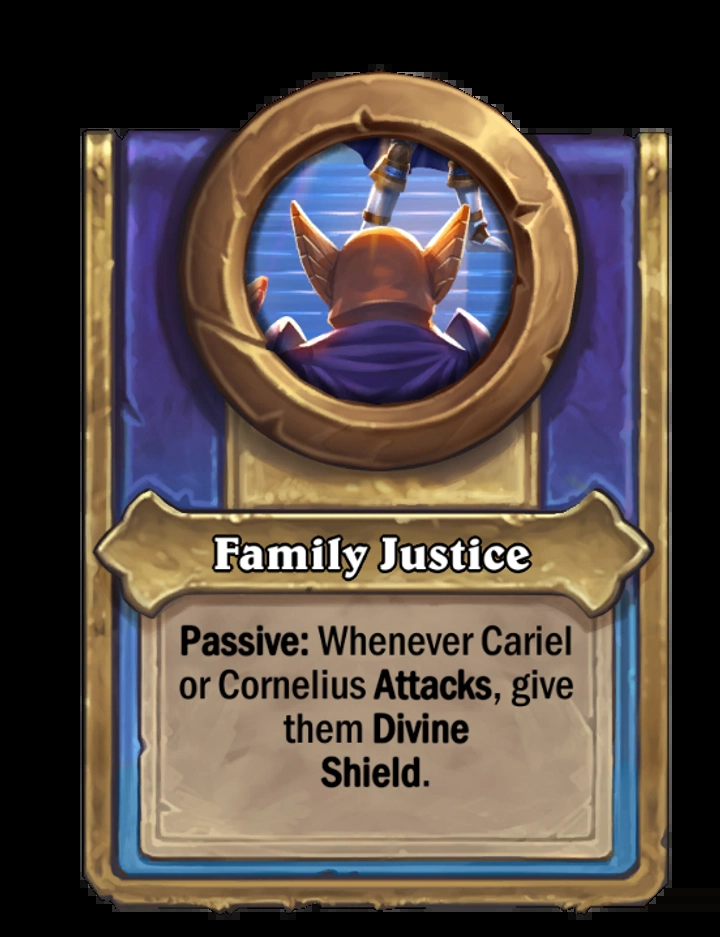 Family Justice
Passive: Whenever Cariel
or Cornelius Attacks, give
them Divine
Shield.